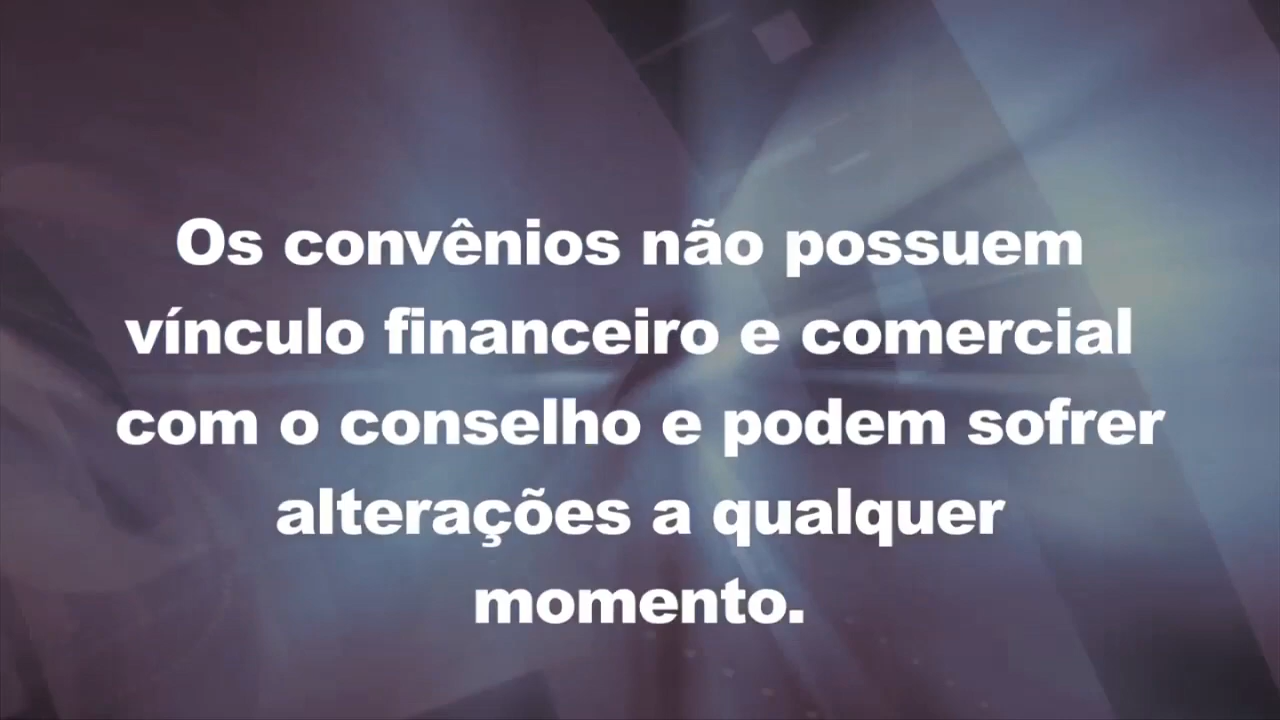 Os convênios não possuem
vínculo financeiro e comercial
com o conselho e podem sofrer
alterações a qualquer
momento.